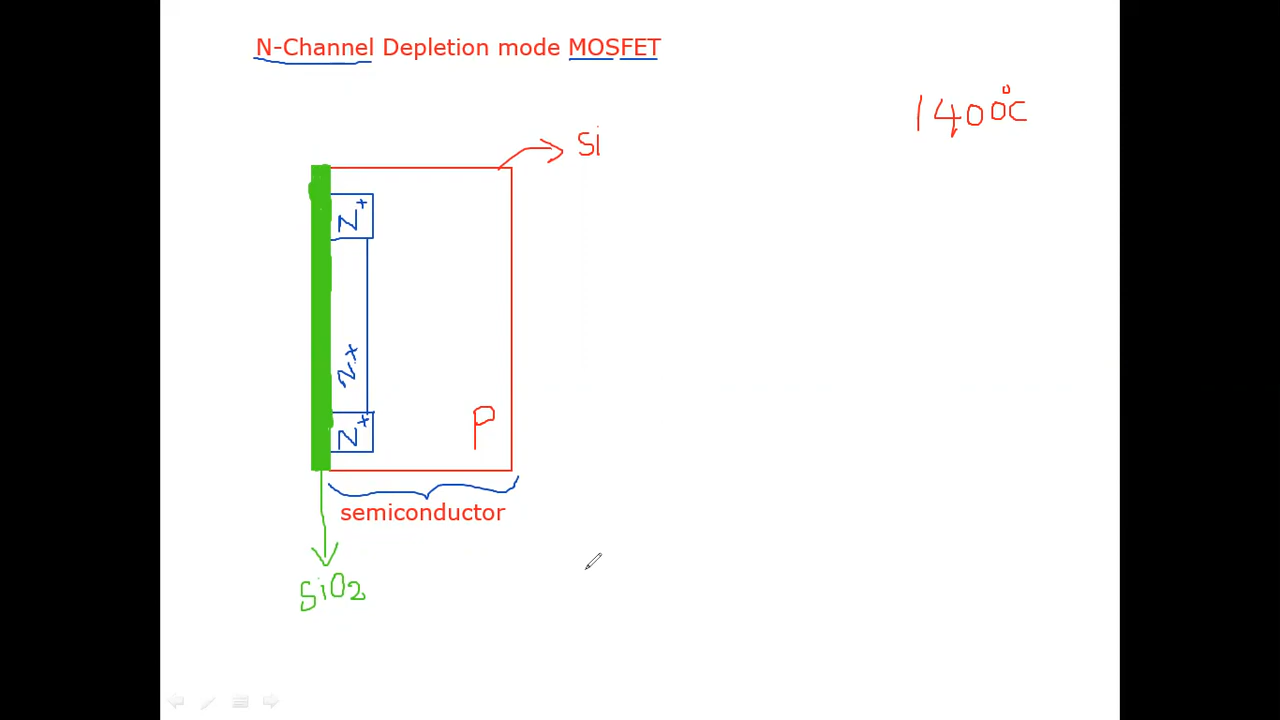 N-Channel Depletion mode MOSFET
1400°C
Si
N+
N+
P
semiconductor
SiO2